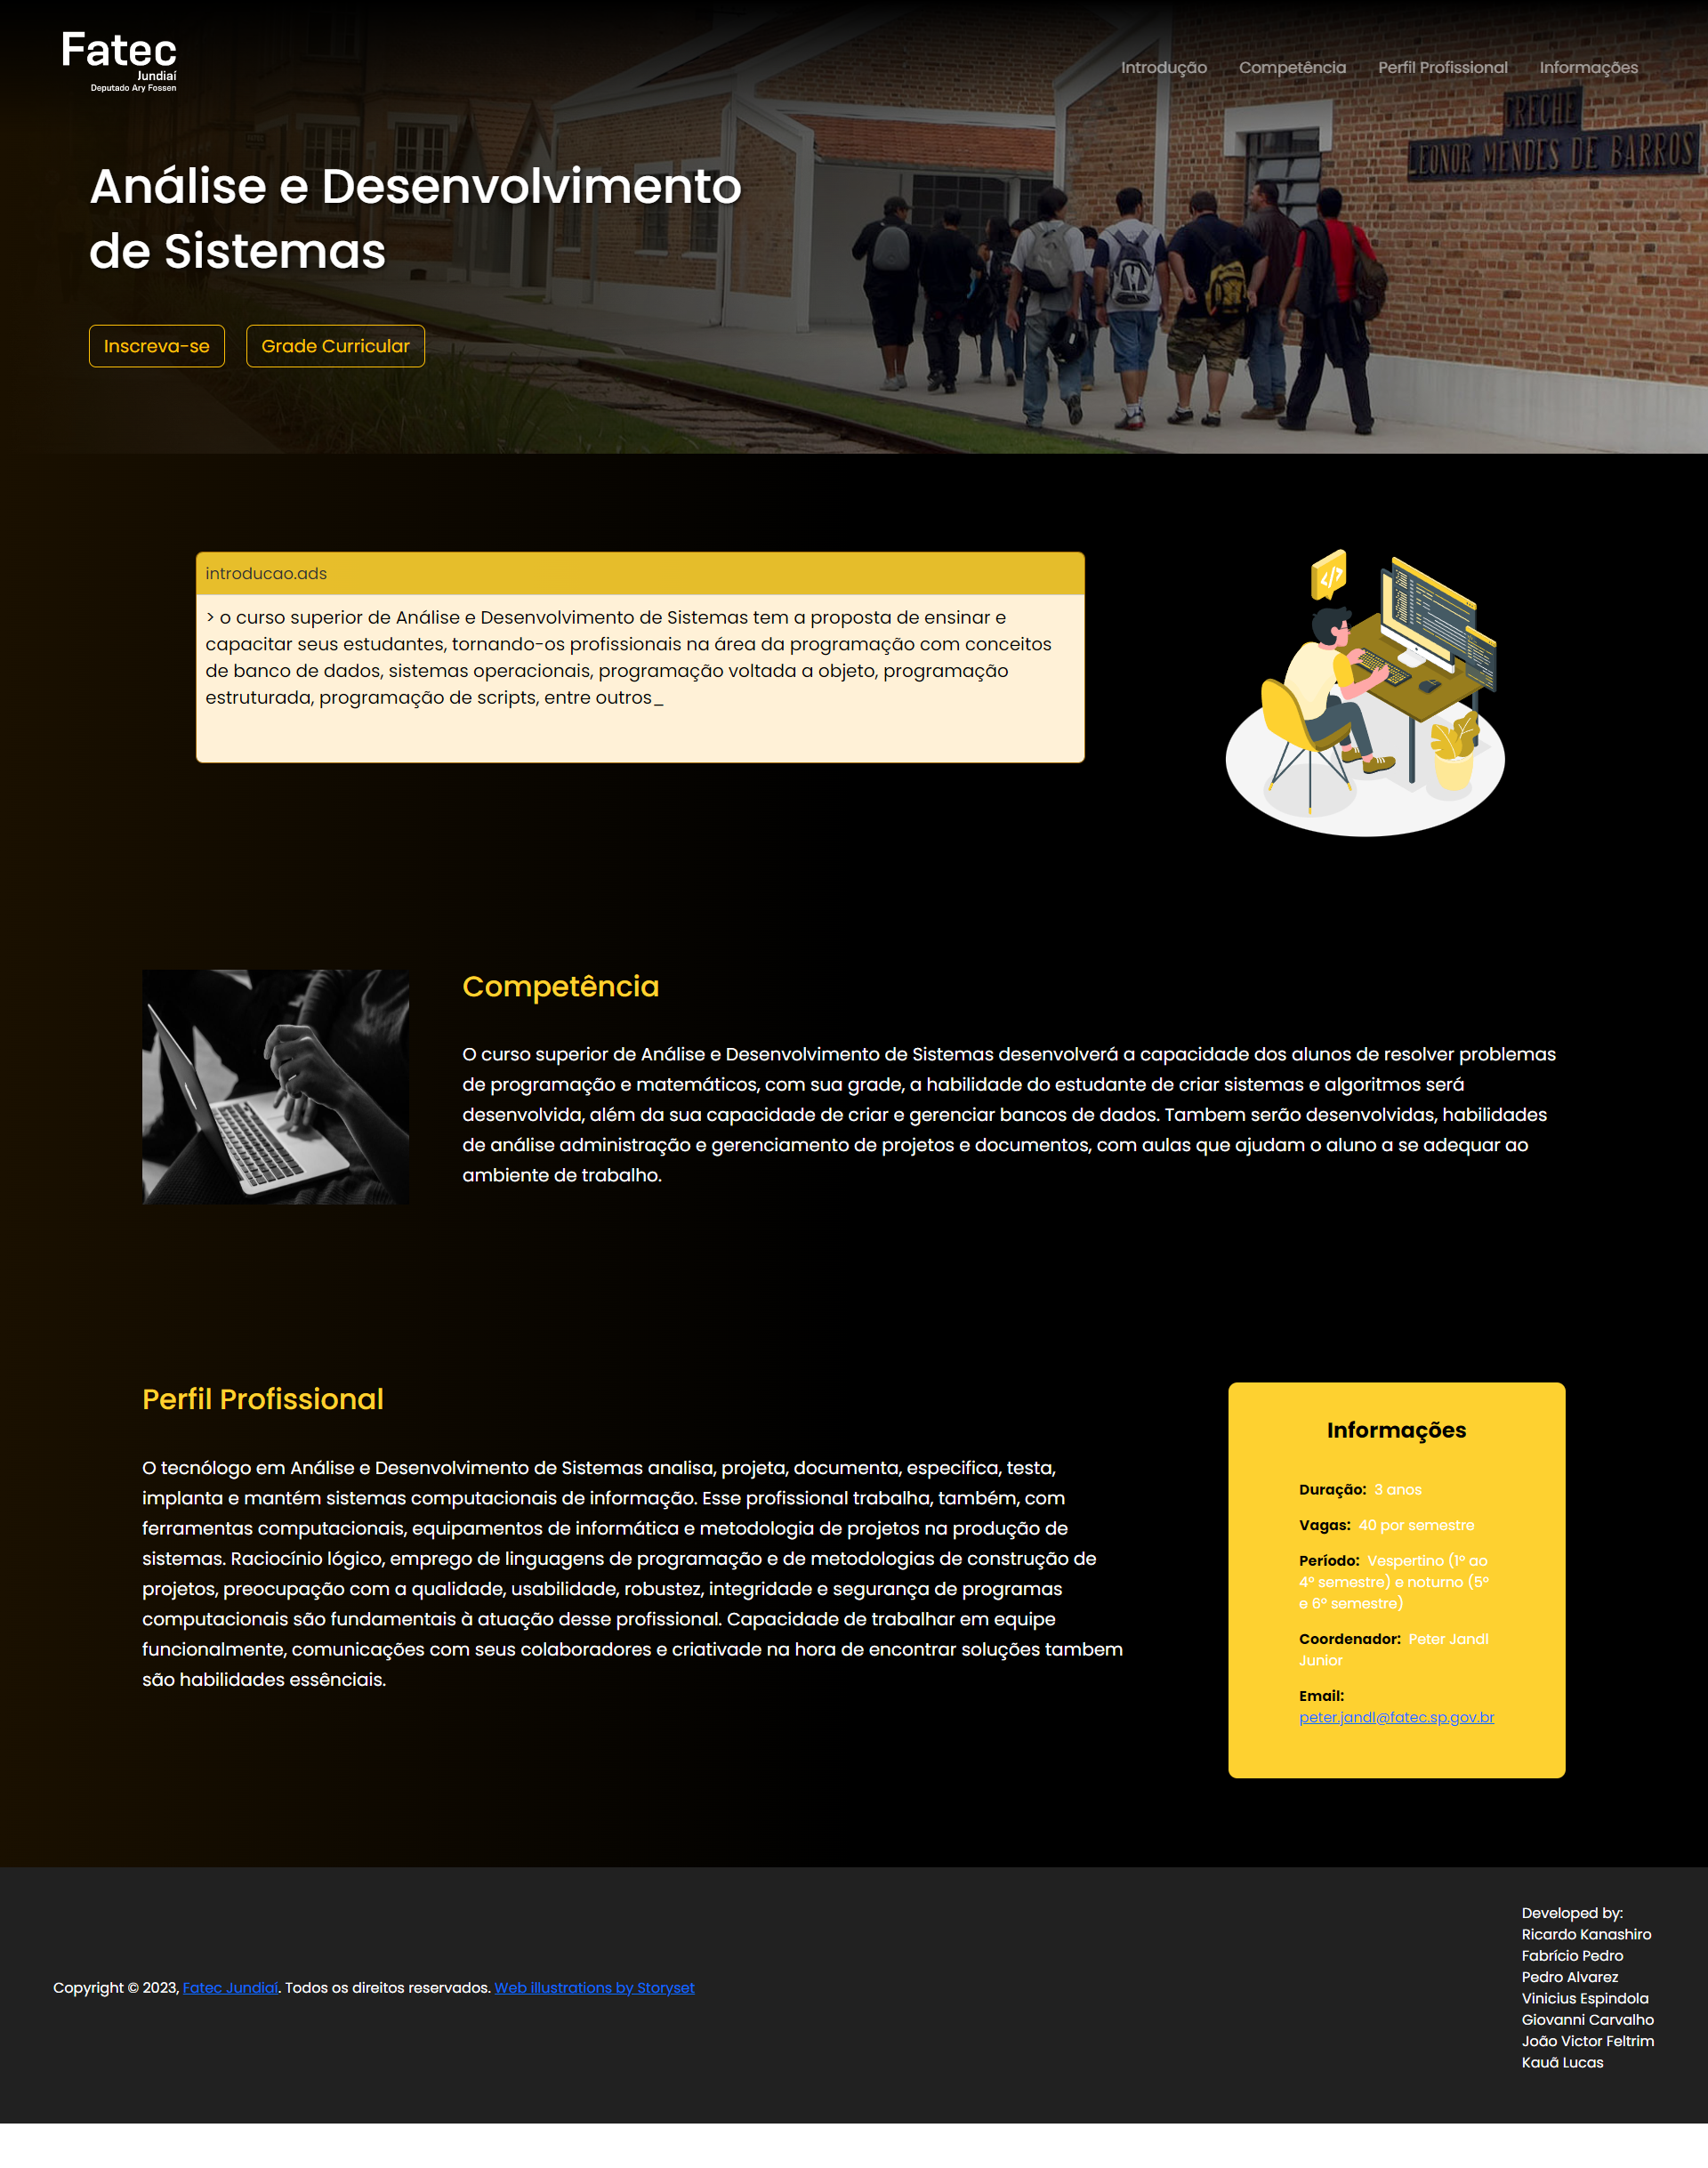 Fatec
Jundiaí
Deputado Ary Fossen
Introdução Competência Perfil Profissional Informações
CRECHE
LEONOR MENDES DE BARROS
Análise e Desenvolvimento
de Sistemas
Inscreva-se Grade Curricular
introducao.ads
> o curso superior de Análise e Desenvolvimento de Sistemas tem a proposta de ensinar e
capacitar seus estudantes, tornando-os profissionais na área da programação com conceitos
de banco de dados, sistemas operacionais, programação voltada a objeto, programação
estruturada, programação de scripts, entre outros_
</>
Competência
O curso superior de Análise e Desenvolvimento de Sistemas desenvolverá a capacidade dos alunos de resolver problemas
de programação e matemáticos, com sua grade, a habilidade do estudante de criar sistemas e algoritmos será
desenvolvida, além da sua capacidade de criar e gerenciar bancos de dados. Tambem serão desenvolvidas, habilidades
de análise administração e gerenciamento de projetos e documentos, com aulas que ajudam o aluno a se adequar ao
ambiente de trabalho.
Perfil Profissional
O tecnólogo em Análise e Desenvolvimento de Sistemas analisa, projeta, documenta, especifica, testa,
implanta e mantém sistemas computacionais de informação. Esse profissional trabalha, também, com
ferramentas computacionais, equipamentos de informática e metodologia de projetos na produção de
sistemas. Raciocínio lógico, emprego de linguagens de programação e de metodologias de construção de
projetos, preocupação com a qualidade, usabilidade, robustez, integridade e segurança de programas
computacionais são fundamentais à atuação desse profissional. Capacidade de trabalhar em equipe
funcionalmente, comunicações com seus colaboradores e criativade na hora de encontrar soluções tambem
são habilidades essênciais.
Informações
Duração: 3 anos
Vagas: 40 por semestre
Período: Vespertino (1º ao
4º semestre) e noturno (5º
e 6º semestre)
Coordenador: Peter Jandl
Junior
Email:
peter.jandl@fatec.sp.gov.br
Copyright © 2023, Fatec Jundiaí. Todos os direitos reservados. Web illustrations by Storyset
Developed by:
Ricardo Kanashiro
Fabrício Pedro
Pedro Alvarez
Vinicius Espindola
Giovanni Carvalho
João Victor Feltrim
Kauã Lucas